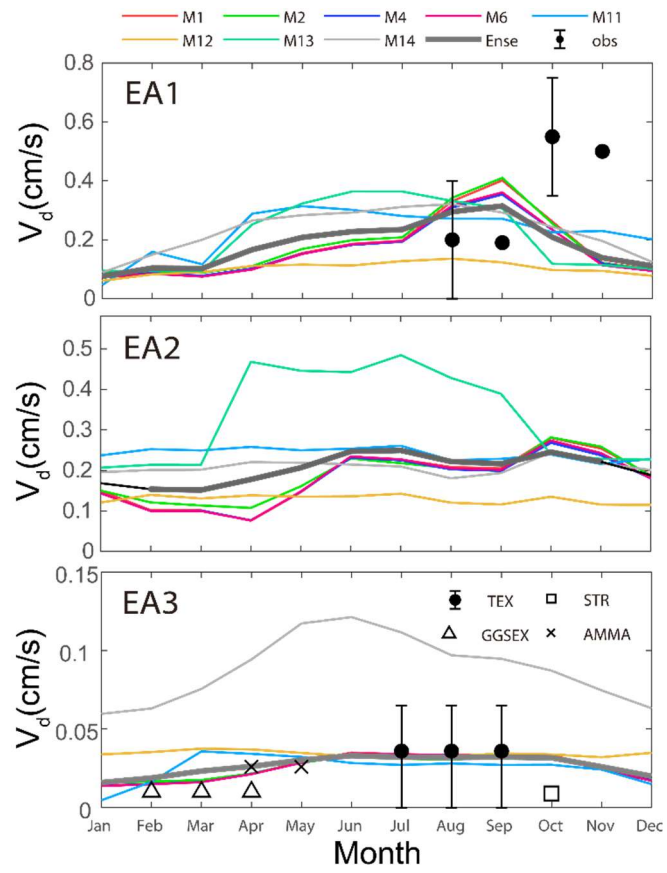 M1 M2 M4 M6 M11
M12 M13 M14 Ense obs
EA1
V_d(cm/s)
0.8
0.6
0.4
0.2
0
EA2
V_d(cm/s)
0.5
0.4
0.3
0.2
0.1
0
EA3
TEX STR
GGSEX AMMA
V_d(cm/s)
0.15
0.1
0.05
0
Jan Feb Mar Apr May Jun Jul Aug Sep Oct Nov Dec
Month